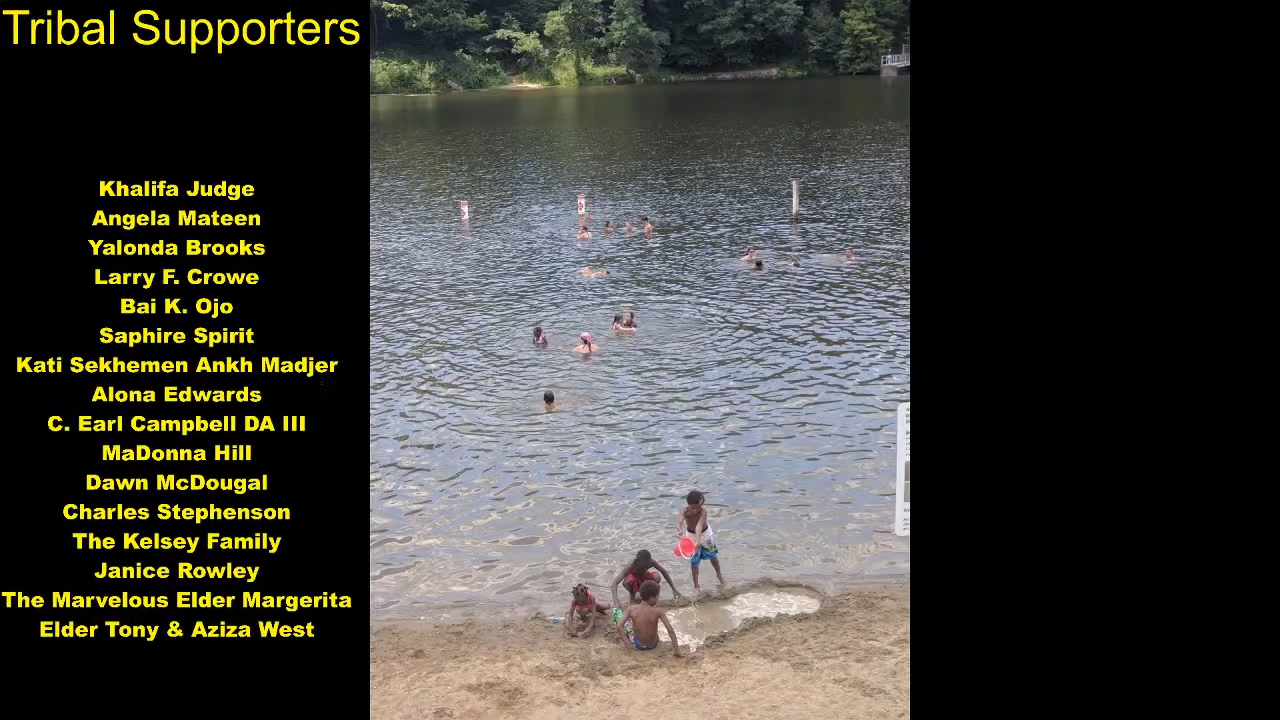 Tribal Supporters
Khalifa Judge
Angela Mateen
Yalonda Brooks
Larry F. Crowe
Bai K. Ojo
Saphire Spirit
Kati Sekhemen Ankh Madjer
Alona Edwards
C. Earl Campbell DA III
MaDonna Hill
Dawn McDougal
Charles Stephenson
The Kelsey Family
Janice Rowley
The Marvelous Elder Margerita
Elder Tony & Aziza West